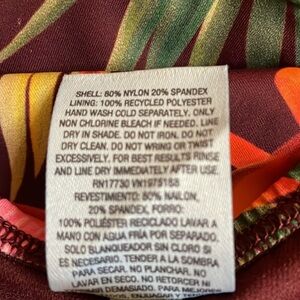 SHELL: 80% NYLON 20% SPANDEX
LINING: 100% RECYCLED POLYESTER
HAND WASH COLD SEPARATELY. ONLY
NON CHLORINE BLEACH IF NEEDED. LINE
DRY IN SHADE. DO NOT IRON. DO NOT
DRY CLEAN. DO NOT WRING OR TWIST
EXCESSIVELY. FOR BEST RESULTS RINSE
AND LINE DRY IMMEDIATELY AFTER USE.
RN17730 VN1975188
REVESTIMIENTO: 80% NAILON,
20% SPANDEX, FORRO:
100% POLIÉSTER RECICLADO LAVAR A
MANO CON AGUA FRÍA POR SEPARADO.
SOLO BLANQUEADOR SIN CLORO SI
ES NECESARIO. TENDER A LA SOMBRA
PARA SECAR. NO PLANCHAR. NO
LAVAR EN SECO. NO RETORCER NI
ENJUAGAR Y